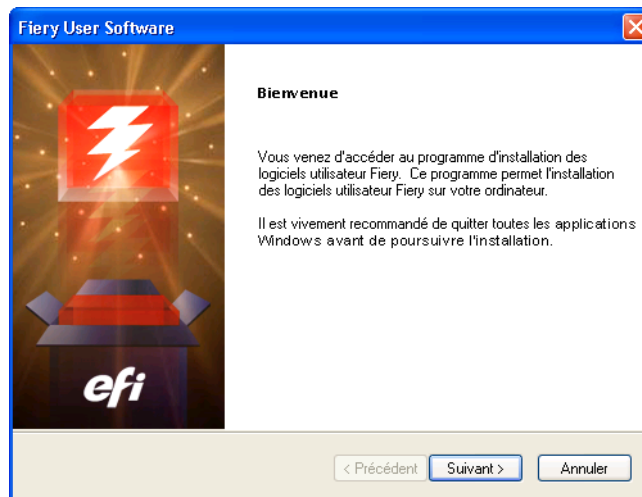 Fiery User Software
Bienvenue
Vous venez d'accéder au programme d'installation des
logiciels utilisateur Fiery. Ce programme permet l'installation
des logiciels utilisateur Fiery sur votre ordinateur.
Il est vivement recommandé de quitter toutes les applications
Windows avant de poursuivre l'installation.
efi
< Précédent
Suivant >
Annuler